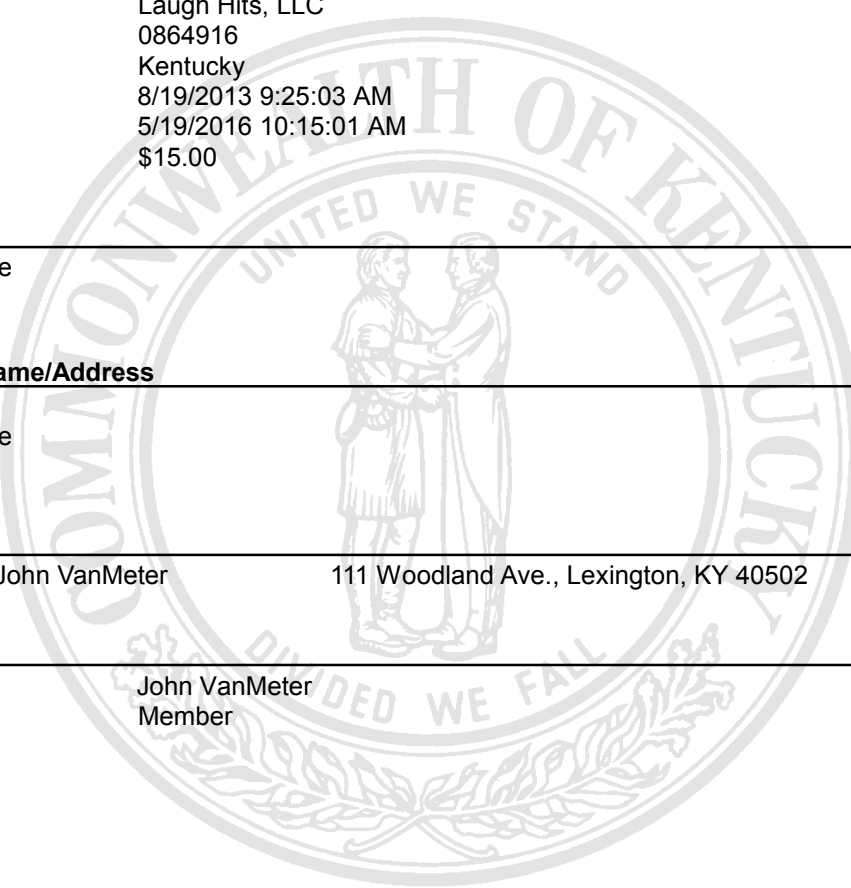 Laugh Hits, LLC
0864916
Kentucky
8/19/2013 9:25:03 AM
5/19/2016 10:15:01 AM
$15.00
e
ame/Address
e
John VanMeter 111 Woodland Ave., Lexington, KY 40502
John VanMeter
Member
COMMONWEALTH OF KENTUCKY
UNITED WE STAND
DIVIDED WE FALL